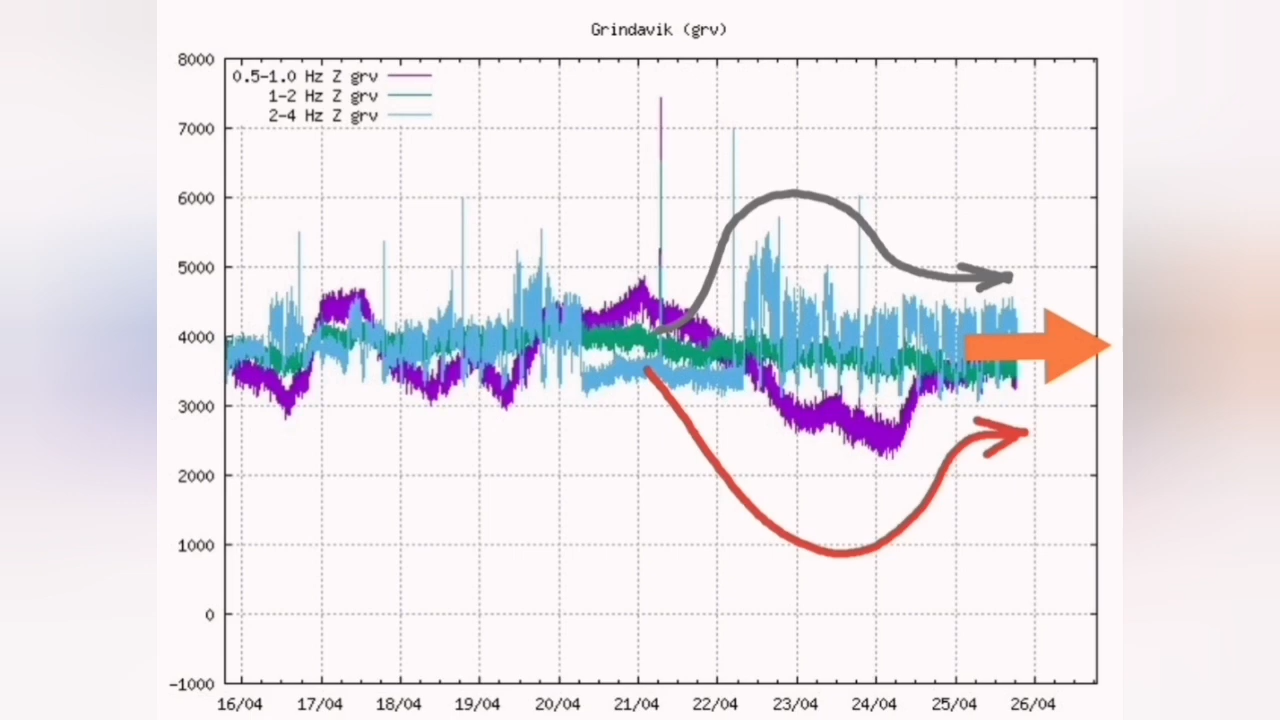 Grindavik (grv)
8000
0.5-1.0 Hz Z grv
1-2 Hz Z grv
2-4 Hz Z grv
7000
6000
5000
4000
3000
2000
1000
0
-1000
16/04 17/04 18/04 19/04 20/04 21/04 22/04 23/04 24/04 25/04 26/04